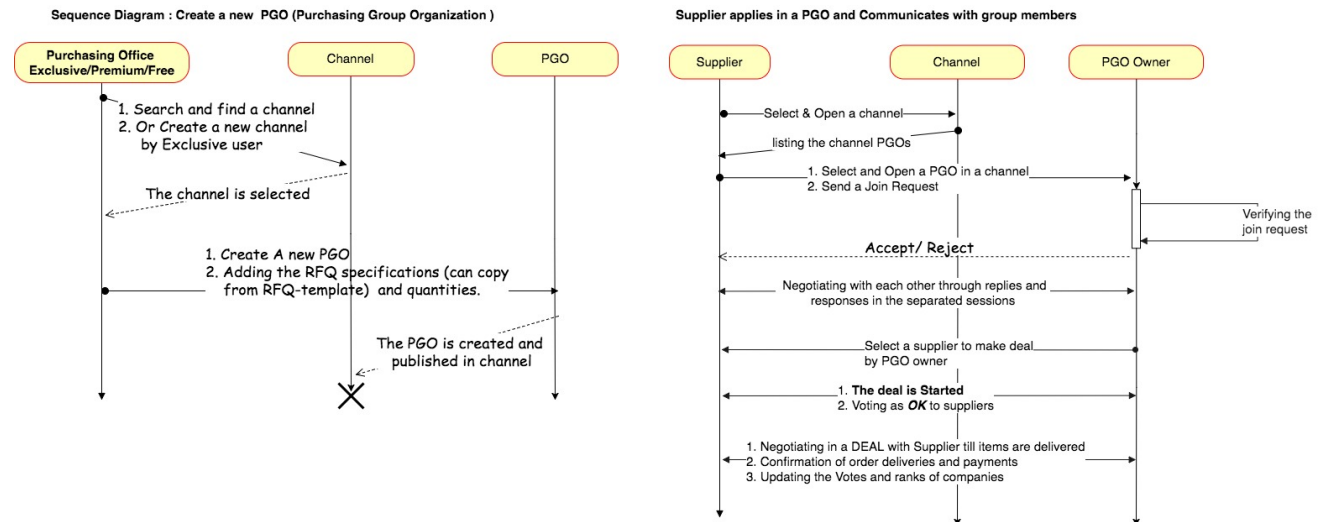 Sequence Diagram : Create a new PGO (Purchasing Group Organization )
Purchasing Office
Exclusive/Premium/Free
Channel
PGO
1. Search and find a channel
2. Or Create a new channel
by Exclusive user
The channel is selected
1. Create A new PGO
2. Adding the RFQ specifications (can copy
from RFQ-template) and quantities.
The PGO is created and
published in channel
Supplier applies in a PGO and Communicates with group members
Supplier
Channel
PGO Owner
Select & Open a channel
listing the channel PGOs
1. Select and Open a PGO in a channel
2. Send a Join Request
Verifying the
join request
Accept/ Reject
Negotiating with each other through replies and
responses in the separated sessions
Select a supplier to make deal
by PGO owner
1. The deal is Started
2. Voting as OK to suppliers
1. Negotiating in a DEAL with Supplier till items are delivered
2. Confirmation of order deliveries and payments
3. Updating the Votes and ranks of companies